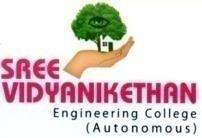 SREE
VIDYANIKETHAN
Engineering College
(Autonomous)